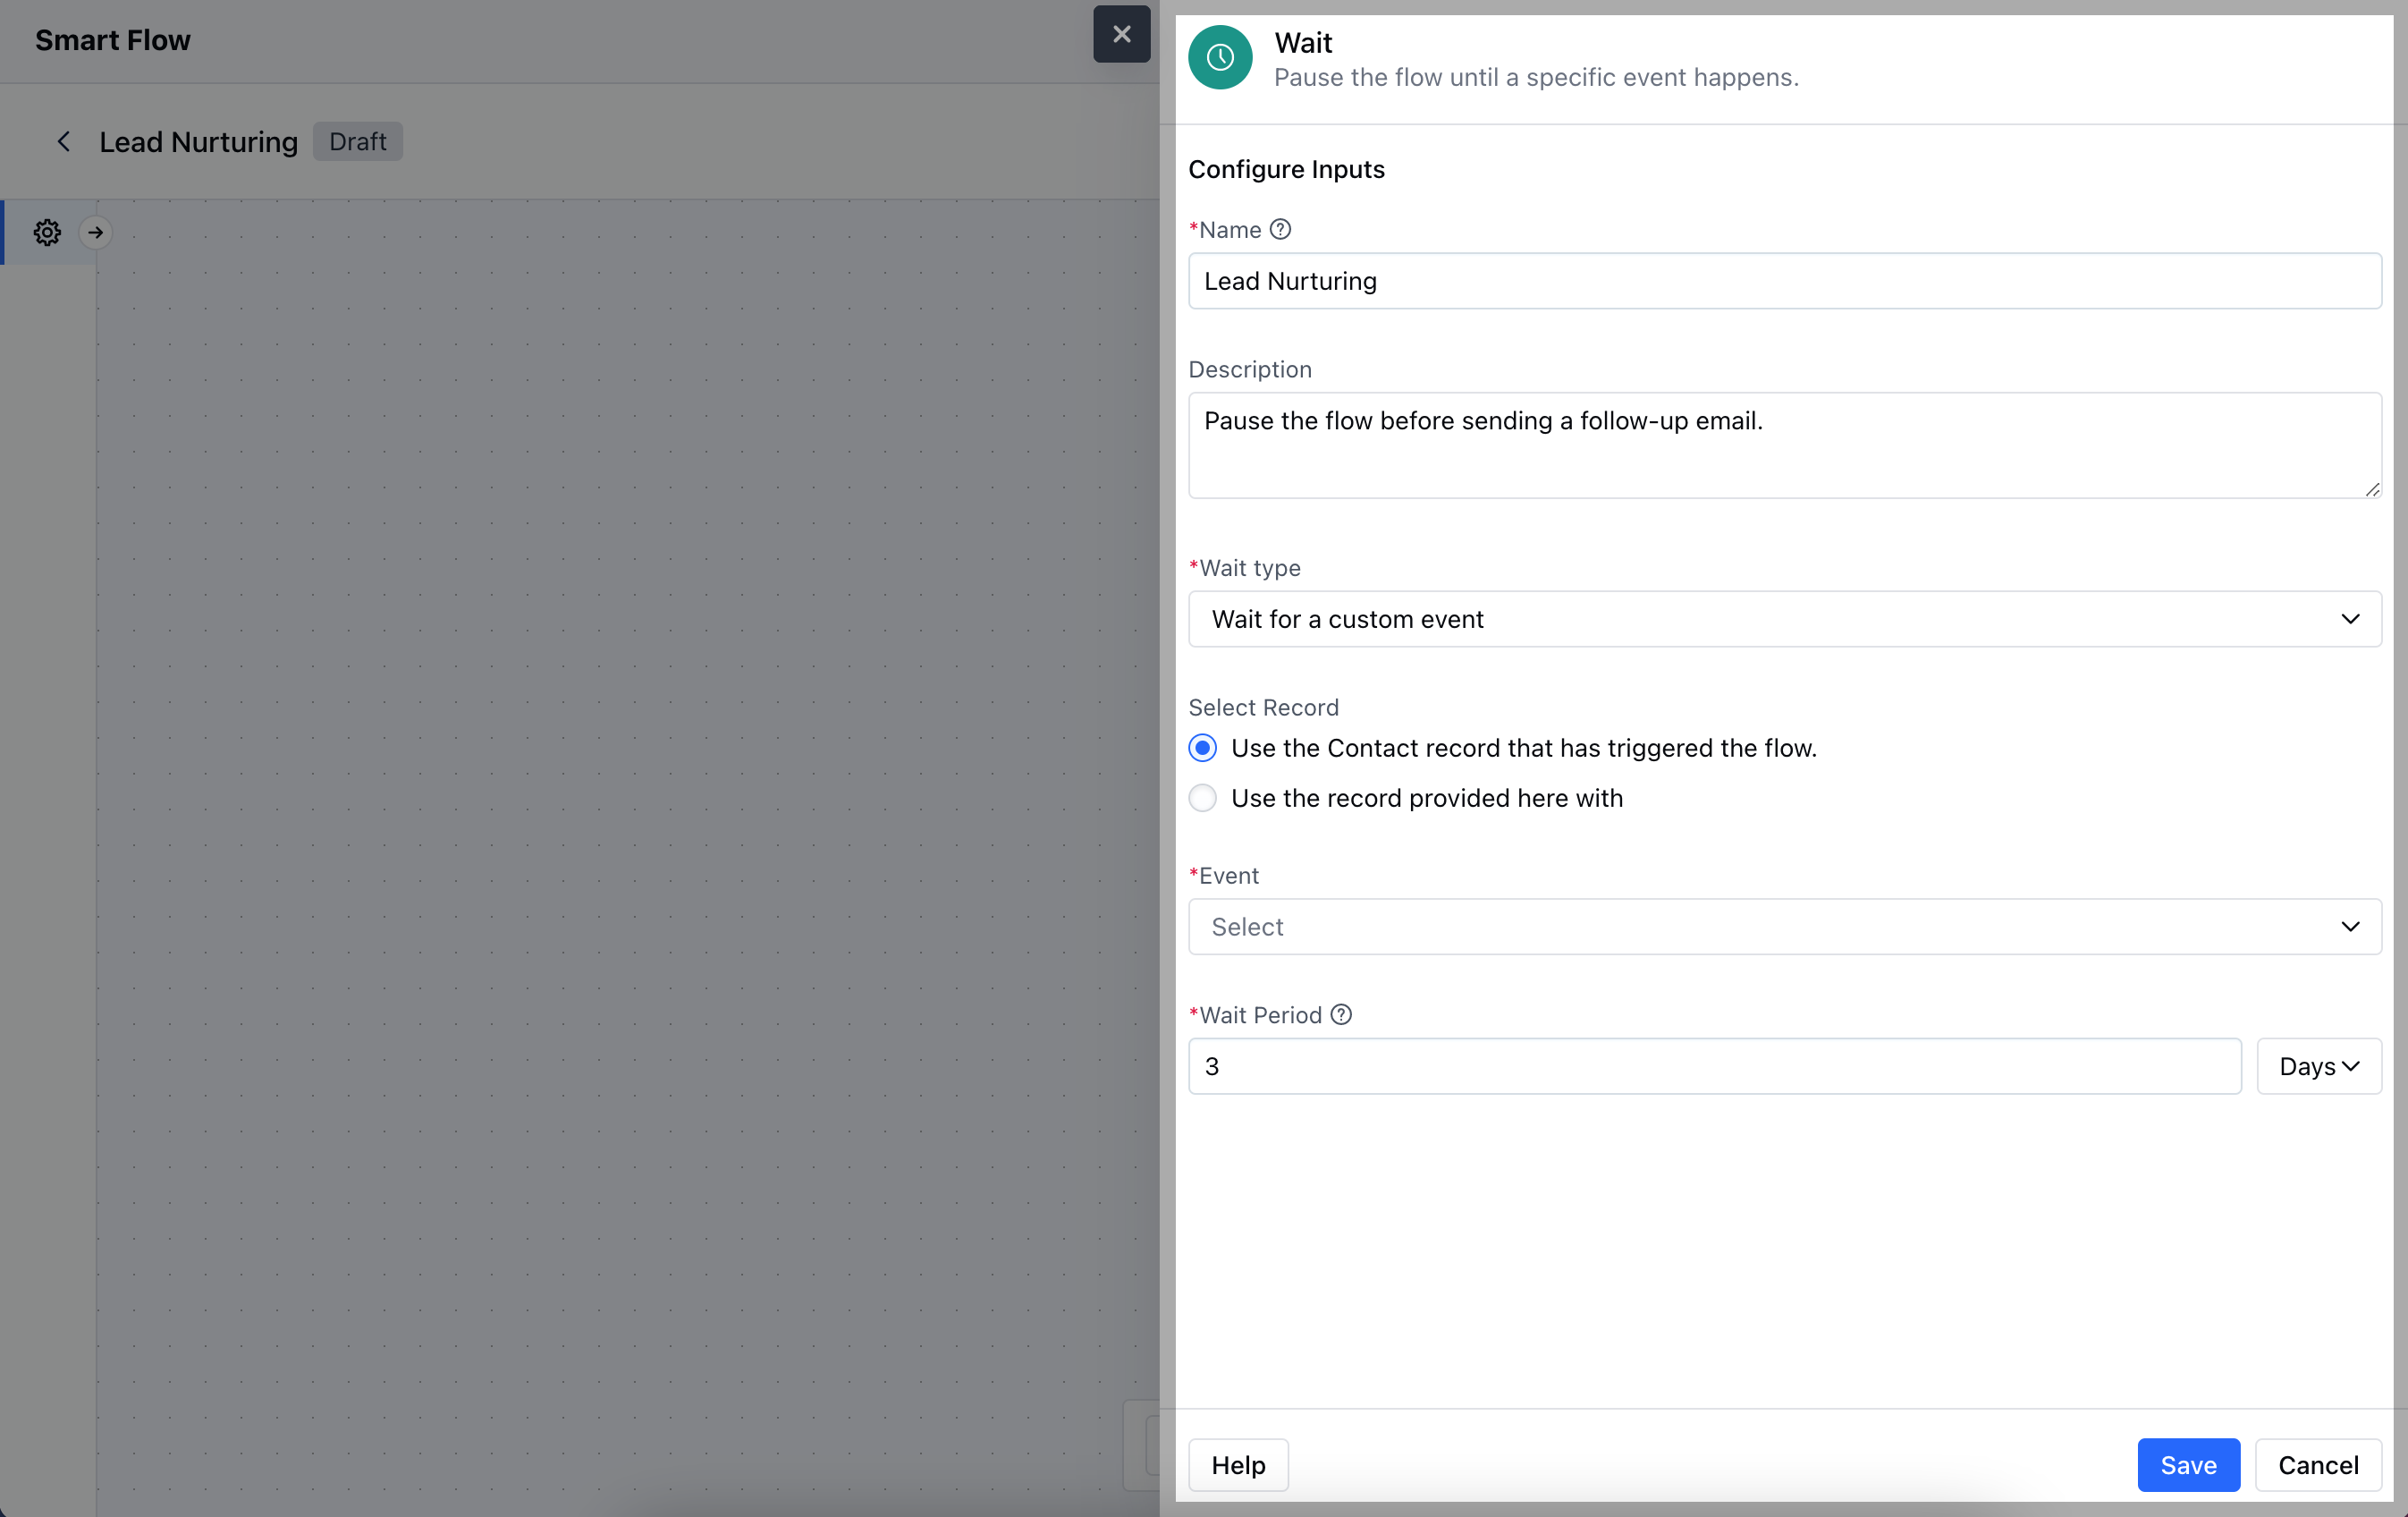 Smart Flow
Lead Nurturing Draft
Wait
Pause the flow until a specific event happens.
Configure Inputs
*Name
Lead Nurturing
Description
Pause the flow before sending a follow-up email.
*Wait type
Wait for a custom event
Select Record
Use the Contact record that has triggered the flow.
Use the record provided here with
*Event
Select
*Wait Period
3 Days
Help Save Cancel